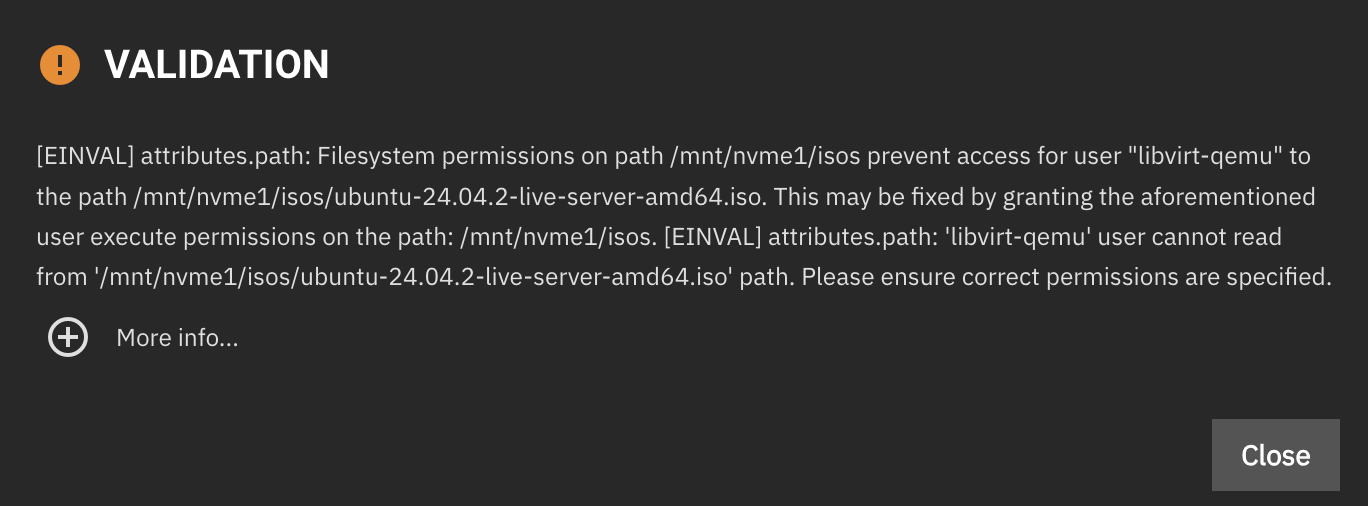 VALIDATION
[EINVAL] attributes.path: Filesystem permissions on path /mnt/nvme1/isos prevent access for user "libvirt-qemu" to
the path /mnt/nvme1/isos/ubuntu-24.04.2-live-server-amd64.iso. This may be fixed by granting the aforementioned
user execute permissions on the path: /mnt/nvme1/isos. [EINVAL] attributes.path: 'libvirt-qemu' user cannot read
from '/mnt/nvme1/isos/ubuntu-24.04.2-live-server-amd64.iso' path. Please ensure correct permissions are specified.
More info...
Close